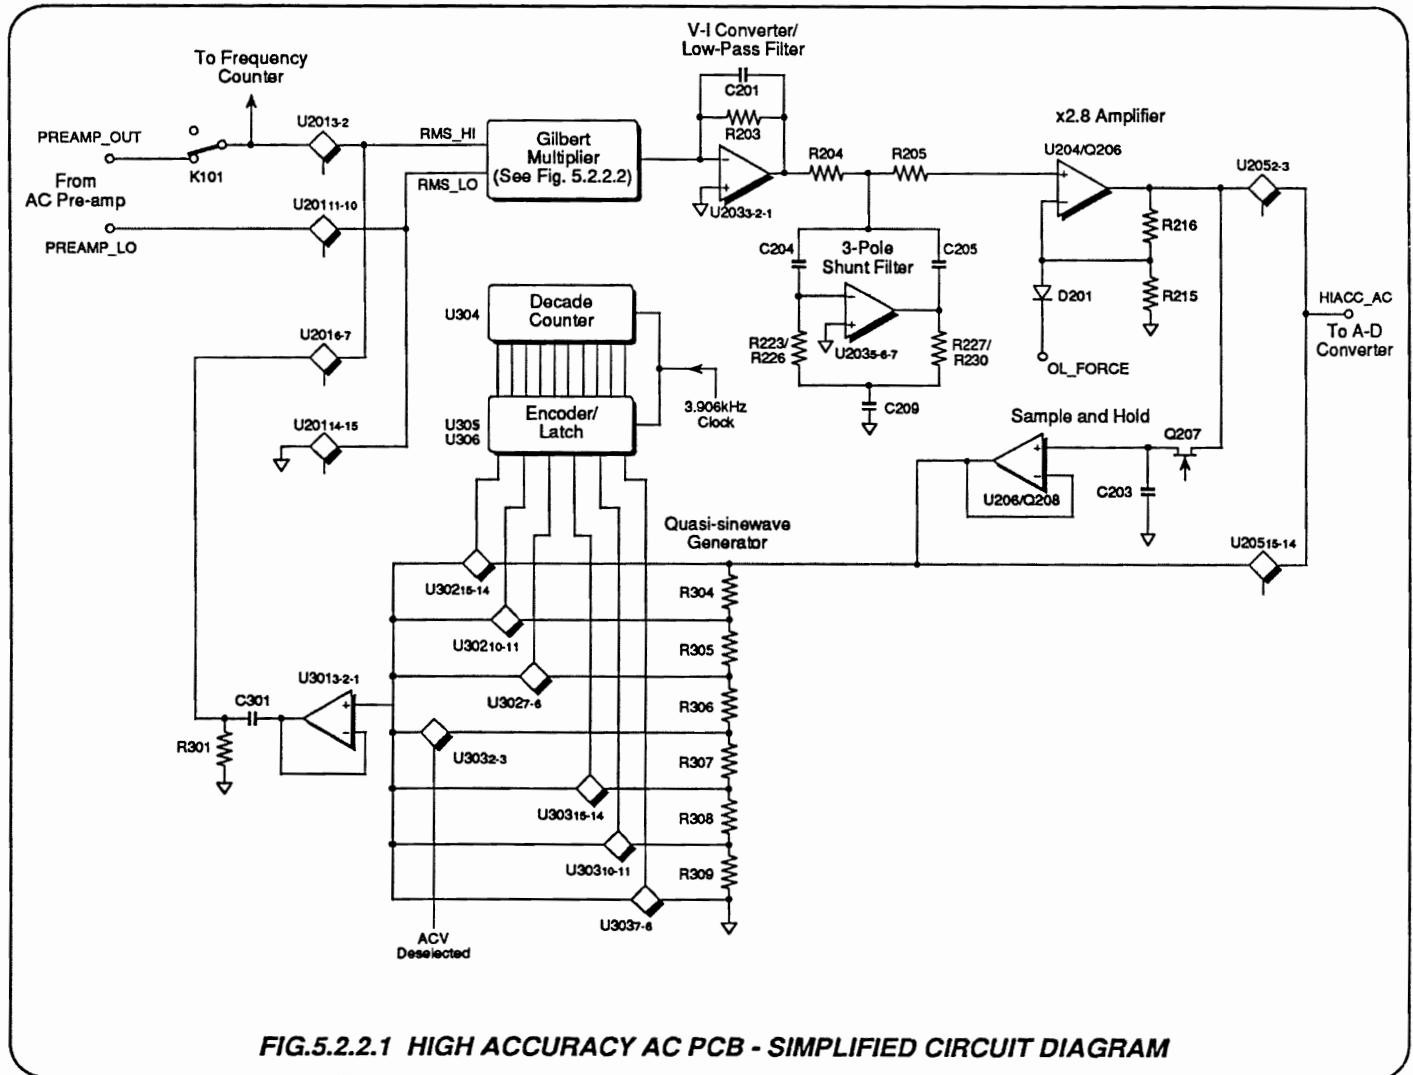 V-I Converter/
Low-Pass Filter
To Frequency
Counter
C201
R203
x2.8 Amplifier
PREAMP_OUT
U2013-2
RMS_HI
Gilbert
Multiplier
(See Fig. 5.2.2.2)
R204
R205
U204/Q206
U2052-3
K101
From
AC Pre-amp
RMS_LO
U2033-2-1
U20111-10
PREAMP_LO
R216
C204
3-Pole
Shunt Filter
C205
D201
R215
HIACC_AC
To A-D
Converter
U304
Decade
Counter
U2016-7
R223/
R226
U2035-6-7
R227/
R230
OL_FORCE
3.906kHz
Clock
C209
U305
U306
Encoder/
Latch
Sample and Hold
U20114-15
Q207
U206/Q208
C203
Quasi-sinewave
Generator
U20515-14
U30215-14
R304
U30210-11
R305
U3027-6
R306
U3013-2-1
C301
R301
U3032-3
R307
U30315-14
R308
U30310-11
R309
U3037-6
ACV
Deselected
FIG.5.2.2.1 HIGH ACCURACY AC PCB - SIMPLIFIED CIRCUIT DIAGRAM